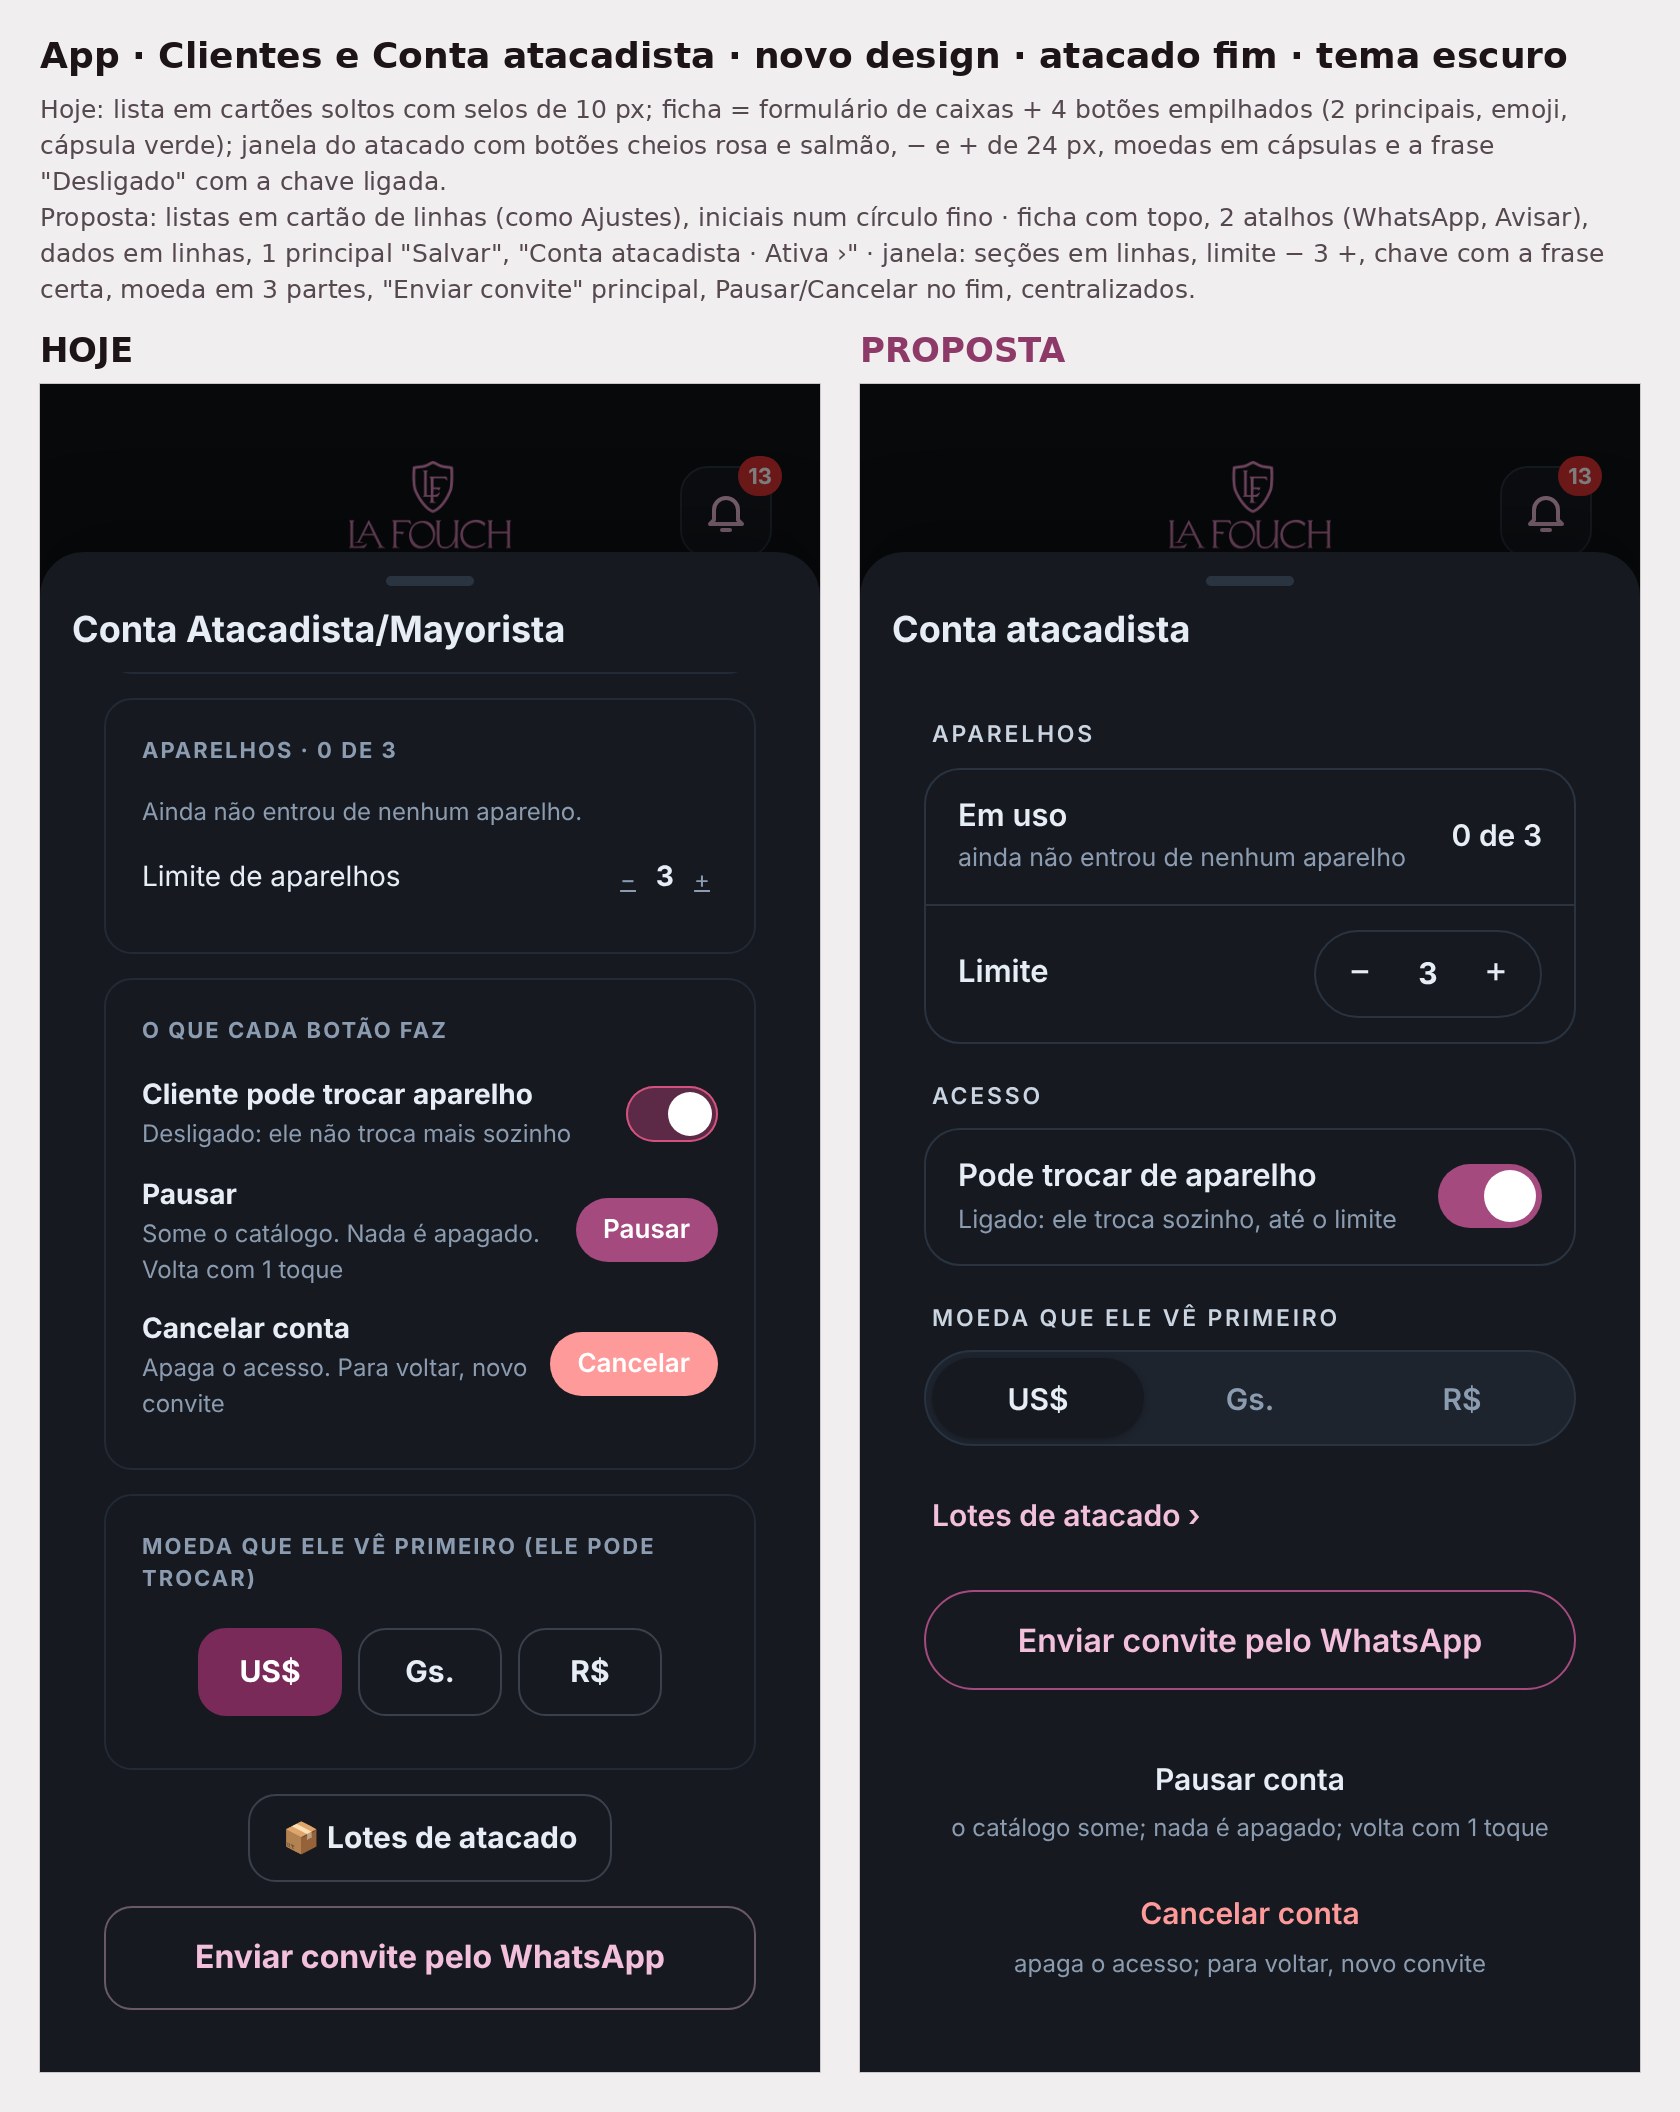 App · Clientes e Conta atacadista · novo design · atacado fim · tema escuro
Hoje: lista em cartões soltos com selos de 10 px; ficha = formulário de caixas + 4 botões empilhados (2 principais, emoji,
cápsula verde); janela do atacado com botões cheios rosa e salmão, − e + de 24 px, moedas em cápsulas e a frase
"Desligado" com a chave ligada.
Proposta: listas em cartão de linhas (como Ajustes), iniciais num círculo fino · ficha com topo, 2 atalhos (WhatsApp, Avisar),
dados em linhas, 1 principal "Salvar", "Conta atacadista · Ativa ›" · janela: seções em linhas, limite − 3 +, chave com a frase
certa, moeda em 3 partes, "Enviar convite" principal, Pausar/Cancelar no fim, centralizados.
HOJE
13
LF
LA FOUCH
Conta Atacadista/Mayorista
APARELHOS · 0 DE 3
Ainda não entrou de nenhum aparelho.
Limite de aparelhos − 3 +
O QUE CADA BOTÃO FAZ
Cliente pode trocar aparelho
Desligado: ele não troca mais sozinho
Pausar
Some o catálogo. Nada é apagado.
Volta com 1 toque
Pausar
Cancelar conta
Apaga o acesso. Para voltar, novo
convite
Cancelar
MOEDA QUE ELE VÊ PRIMEIRO (ELE PODE
TROCAR)
US$ Gs. R$
Lotes de atacado
Enviar convite pelo WhatsApp
PROPOSTA
13
LF
LA FOUCH
Conta atacadista
APARELHOS
Em uso
ainda não entrou de nenhum aparelho
0 de 3
Limite − 3 +
ACESSO
Pode trocar de aparelho
Ligado: ele troca sozinho, até o limite
MOEDA QUE ELE VÊ PRIMEIRO
US$ Gs. R$
Lotes de atacado ›
Enviar convite pelo WhatsApp
Pausar conta
o catálogo some; nada é apagado; volta com 1 toque
Cancelar conta
apaga o acesso; para voltar, novo convite